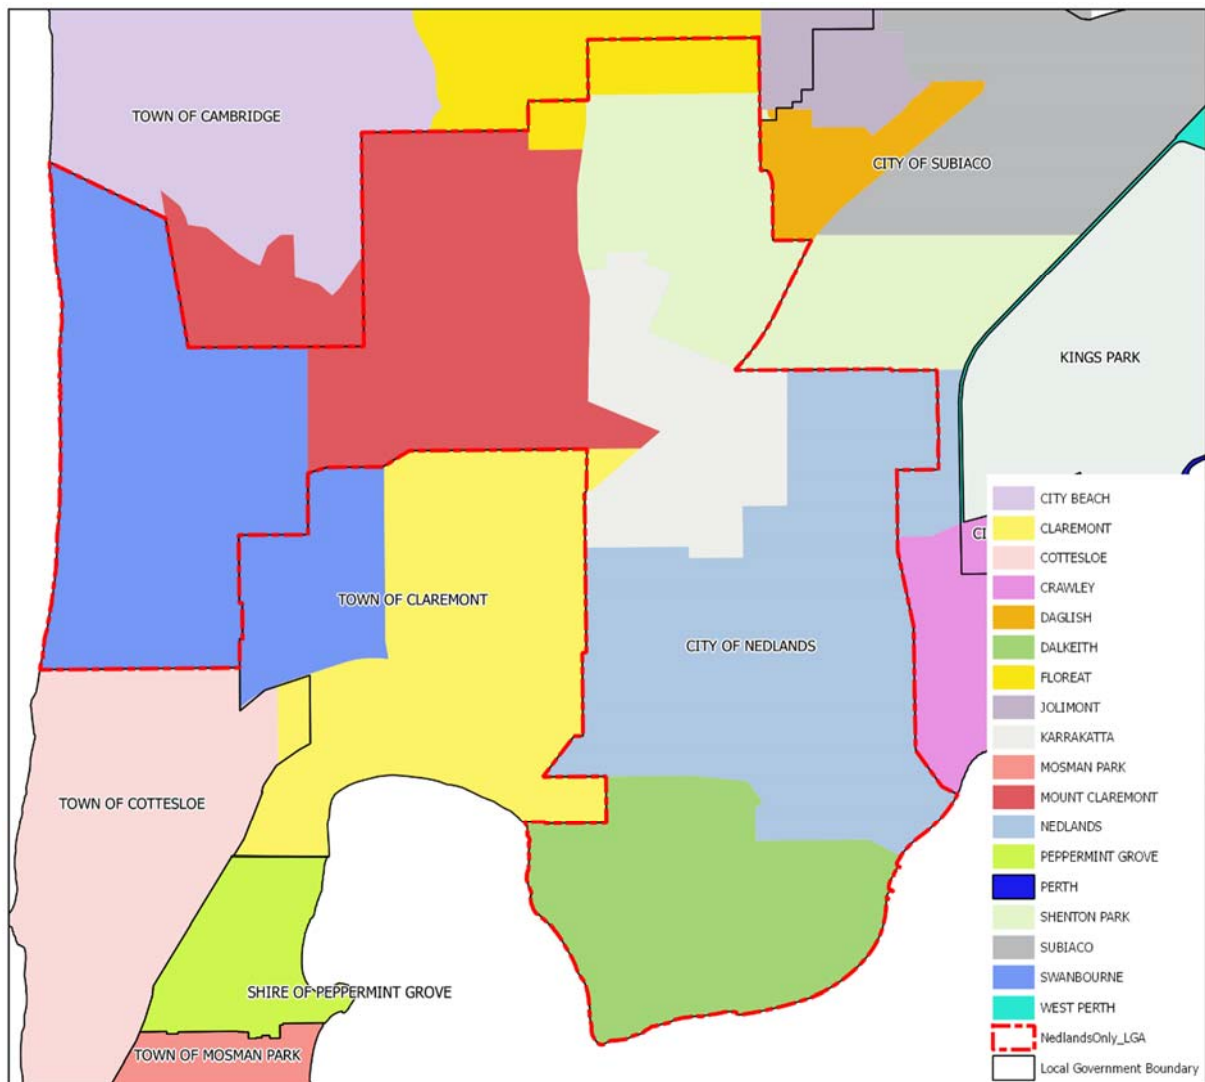 TOWN OF CAMBRIDGE
CITY OF SUBIACO
KINGS PARK
TOWN OF CLAREMONT
CITY OF NEDLANDS
TOWN OF COTTESLOE
SHIRE OF PEPPERMINT GROVE
TOWN OF MOSMAN PARK
CITY BEACH
CLAREMONT
COTTESLOE
CRAWLEY
DAGLISH
DALKEITH
FLOREAT
JOLIMONT
KARRAKATTA
MOSMAN PARK
MOUNT CLAREMONT
NEDLANDS
PEPPERMINT GROVE
PERTH
SHENTON PARK
SUBIACO
SWANBOURNE
WEST PERTH
NedlandsOnly_LGA
Local Government Boundary